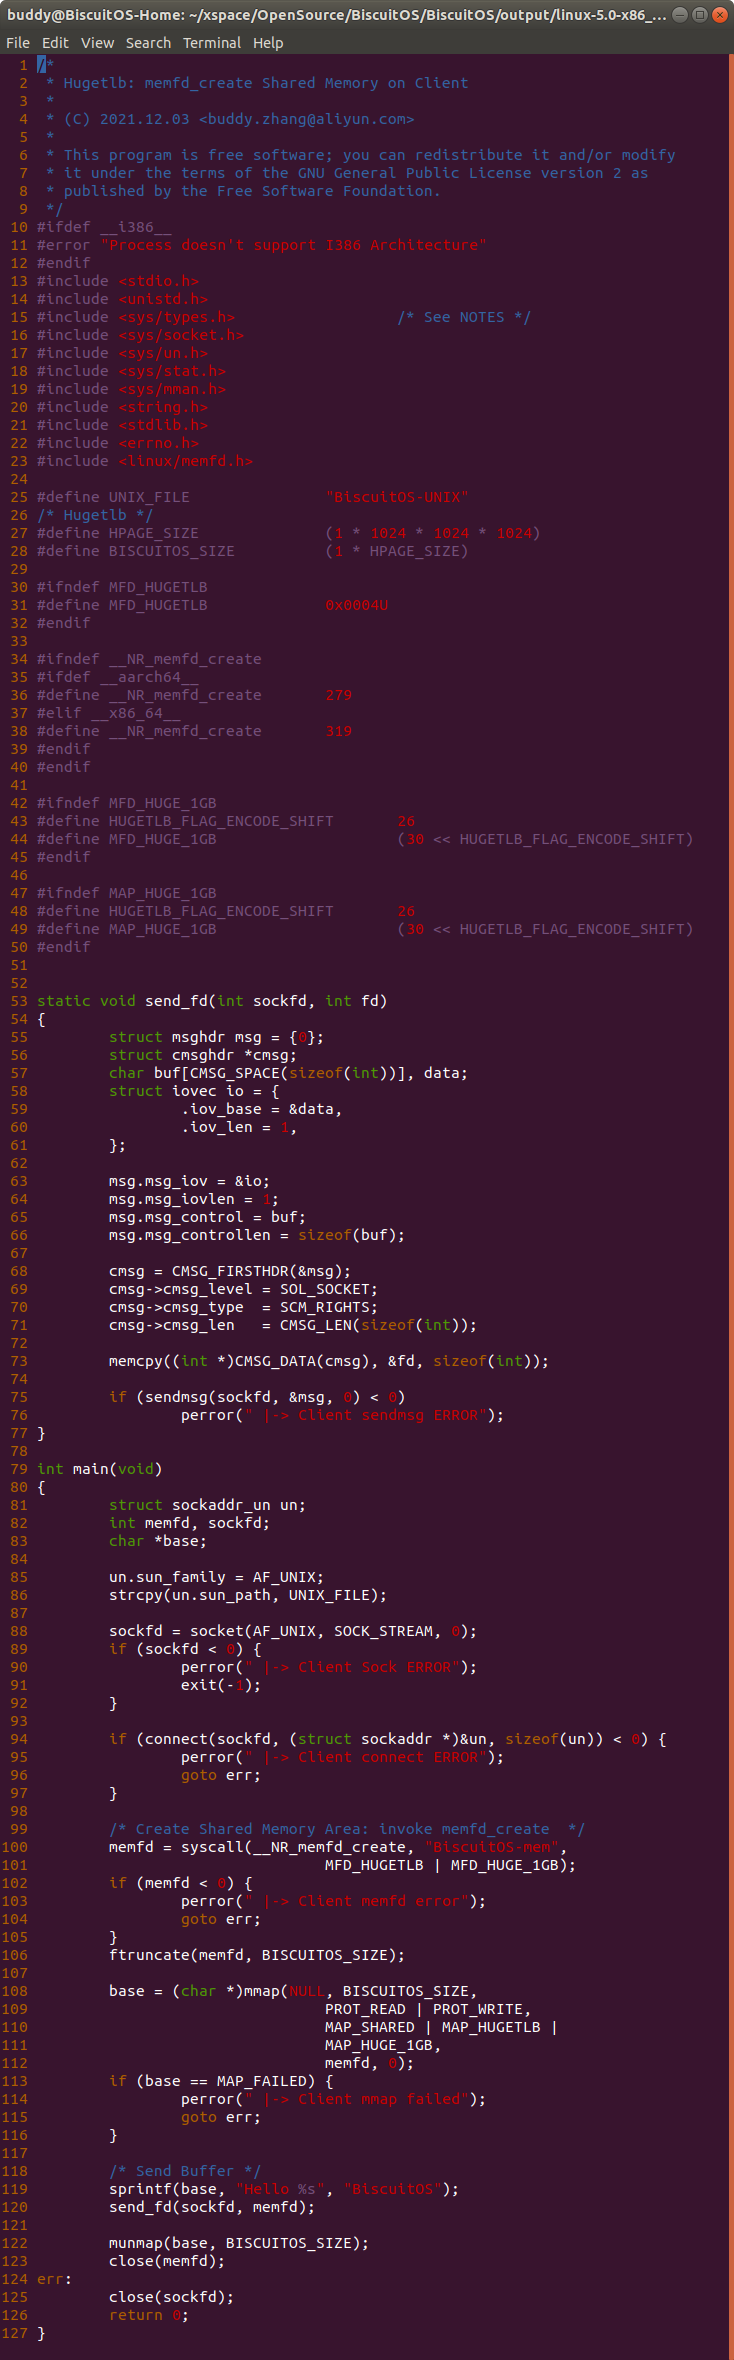 buddy@BiscuitOS-Home: ~/xspace/OpenSource/BiscuitOS/BiscuitOS/output/linux-5.0-x86_...
File Edit View Search Terminal Help
1 /*
2  * Hugetlb: memfd_create Shared Memory on Client
3  *
4  * (C) 2021.12.03 <buddy.zhang@aliyun.com>
5  *
6  * This program is free software; you can redistribute it and/or modify
7  * it under the terms of the GNU General Public License version 2 as
8  * published by the Free Software Foundation.
9  */
10 #ifdef __i386__
11 #error "Process doesn't support I386 Architecture"
12 #endif
13 #include <stdio.h>
14 #include <unistd.h>
15 #include <sys/types.h>                  /* See NOTES */
16 #include <sys/socket.h>
17 #include <sys/un.h>
18 #include <sys/stat.h>
19 #include <sys/mman.h>
20 #include <string.h>
21 #include <stdlib.h>
22 #include <errno.h>
23 #include <linux/memfd.h>
24
25 #define UNIX_FILE               "BiscuitOS-UNIX"
26 /* Hugetlb */
27 #define HPAGE_SIZE              (1 * 1024 * 1024 * 1024)
28 #define BISCUITOS_SIZE          (1 * HPAGE_SIZE)
29
30 #ifndef MFD_HUGETLB
31 #define MFD_HUGETLB             0x0004U
32 #endif
33
34 #ifndef __NR_memfd_create
35 #ifdef __aarch64__
36 #define __NR_memfd_create       279
37 #elif __x86_64__
38 #define __NR_memfd_create       319
39 #endif
40 #endif
41
42 #ifndef MFD_HUGE_1GB
43 #define HUGETLB_FLAG_ENCODE_SHIFT       26
44 #define MFD_HUGE_1GB                    (30 << HUGETLB_FLAG_ENCODE_SHIFT)
45 #endif
46
47 #ifndef MAP_HUGE_1GB
48 #define HUGETLB_FLAG_ENCODE_SHIFT       26
49 #define MAP_HUGE_1GB                    (30 << HUGETLB_FLAG_ENCODE_SHIFT)
50 #endif
51
52
53 static void send_fd(int sockfd, int fd)
54 {
55         struct msghdr msg = {0};
56         struct cmsghdr *cmsg;
57         char buf[CMSG_SPACE(sizeof(int))], data;
58         struct iovec io = {
59                 .iov_base = &data,
60                 .iov_len = 1,
61         };
62
63         msg.msg_iov = &io;
64         msg.msg_iovlen = 1;
65         msg.msg_control = buf;
66         msg.msg_controllen = sizeof(buf);
67
68         cmsg = CMSG_FIRSTHDR(&msg);
69         cmsg->cmsg_level = SOL_SOCKET;
70         cmsg->cmsg_type  = SCM_RIGHTS;
71         cmsg->cmsg_len   = CMSG_LEN(sizeof(int));
72
73         memcpy((int *)CMSG_DATA(cmsg), &fd, sizeof(int));
74
75         if (sendmsg(sockfd, &msg, 0) < 0)
76                 perror(" |-> Client sendmsg ERROR");
77 }
78
79 int main(void)
80 {
81         struct sockaddr_un un;
82         int memfd, sockfd;
83         char *base;
84
85         un.sun_family = AF_UNIX;
86         strcpy(un.sun_path, UNIX_FILE);
87
88         sockfd = socket(AF_UNIX, SOCK_STREAM, 0);
89         if (sockfd < 0) {
90                 perror(" |-> Client Sock ERROR");
91                 exit(-1);
92         }
93
94         if (connect(sockfd, (struct sockaddr *)&un, sizeof(un)) < 0) {
95                 perror(" |-> Client connect ERROR");
96                 goto err;
97         }
98
99         /* Create Shared Memory Area: invoke memfd_create  */
100         memfd = syscall(__NR_memfd_create, "BiscuitOS-mem",
101                                 MFD_HUGETLB | MFD_HUGE_1GB);
102         if (memfd < 0) {
103                 perror(" |-> Client memfd error");
104                 goto err;
105         }
106         ftruncate(memfd, BISCUITOS_SIZE);
107
108         base = (char *)mmap(NULL, BISCUITOS_SIZE,
109                                 PROT_READ | PROT_WRITE,
110                                 MAP_SHARED | MAP_HUGETLB |
111                                 MAP_HUGE_1GB,
112                                 memfd, 0);
113         if (base == MAP_FAILED) {
114                 perror(" |-> Client mmap failed");
115                 goto err;
116         }
117
118         /* Send Buffer */
119         sprintf(base, "Hello %s", "BiscuitOS");
120         send_fd(sockfd, memfd);
121
122         munmap(base, BISCUITOS_SIZE);
123         close(memfd);
124 err:
125         close(sockfd);
126         return 0;
127 }